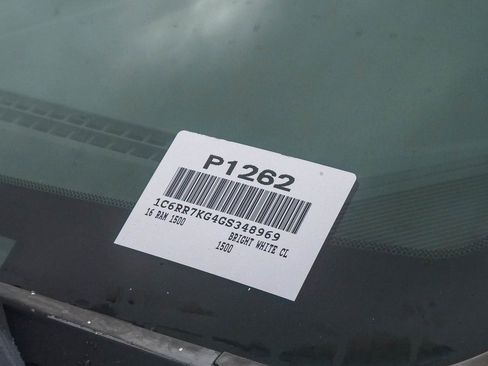 P1262
1C6RR7KG4GS348969
16 RAM 1500
BRIGHT WHITE CL
1500